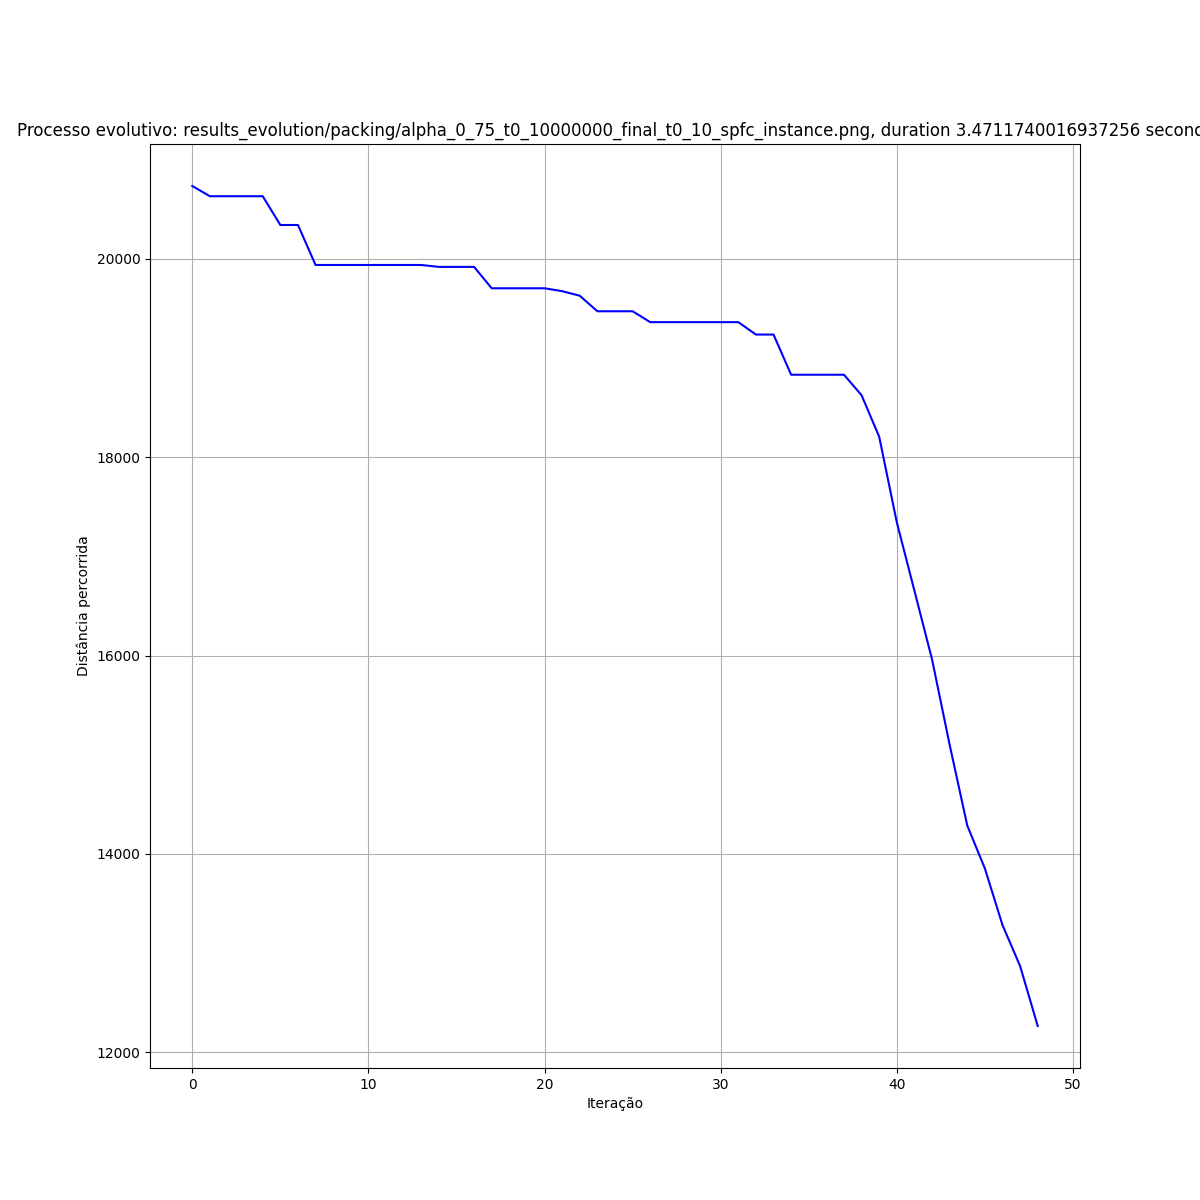 Processo evolutivo: results_evolution/packing/alpha_0_75_t0_10000000_final_t0_10_spfc_instance.png, duration 3.4711740016937256 secon
20000
18000
16000
14000
12000
Distância percorrida
0 10 20 30 40 50
Iteração